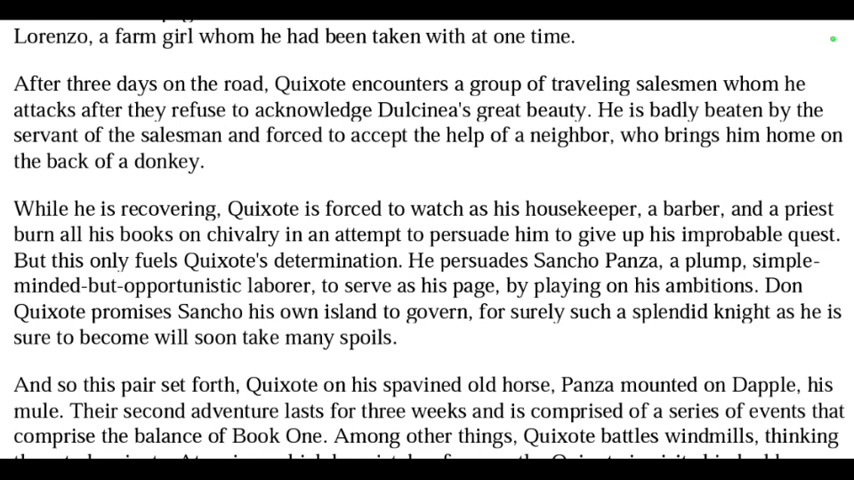 Lorenzo, a farm girl whom he had been taken with at one time.
After three days on the road, Quixote encounters a group of traveling salesmen whom he
attacks after they refuse to acknowledge Dulcinea's great beauty. He is badly beaten by the
servant of the salesman and forced to accept the help of a neighbor, who brings him home on
the back of a donkey.
While he is recovering, Quixote is forced to watch as his housekeeper, a barber, and a priest
burn all his books on chivalry in an attempt to persuade him to give up his improbable quest.
But this only fuels Quixote's determination. He persuades Sancho Panza, a plump, simple-
minded-but-opportunistic laborer, to serve as his page, by playing on his ambitions. Don
Quixote promises Sancho his own island to govern, for surely such a splendid knight as he is
sure to become will soon take many spoils.
And so this pair set forth, Quixote on his spavined old horse, Panza mounted on Dapple, his
mule. Their second adventure lasts for three weeks and is comprised of a series of events that
comprise the balance of Book One. Among other things, Quixote battles windmills, thinking